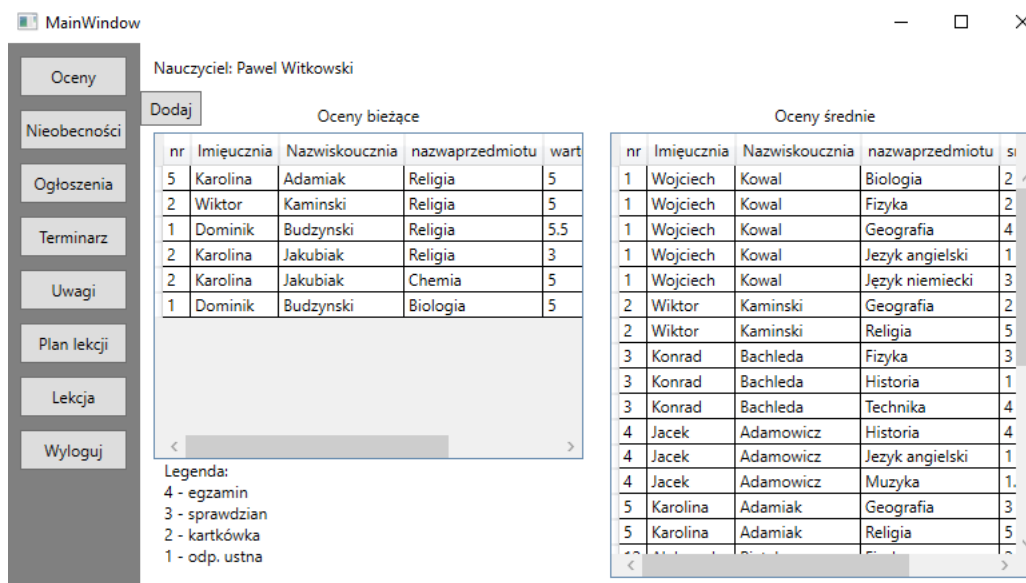 MainWindow
Oceny
Nieobecności
Ogłoszenia
Terminarz
Uwagi
Plan lekcji
Lekcja
Wyloguj
Nauczyciel: Pawel Witkowski
Dodaj
Oceny bieżące
nr Imięucznia Nazwiskoucznia nazwaprzedmiotu wart
5 Karolina Adamiak Religia 5
2 Wiktor Kaminski Religia 5
1 Dominik Budzynski Religia 5.5
2 Karolina Jakubiak Religia 3
2 Karolina Jakubiak Chemia 5
1 Dominik Budzynski Biologia 5
Legenda:
4 - egzamin
3 - sprawdzian
2 - kartkówka
1 - odp. ustna
Oceny średnie
nr Imięucznia Nazwiskoucznia nazwaprzedmiotu
1 Wojciech Kowal Biologia 2
1 Wojciech Kowal Fizyka 2
1 Wojciech Kowal Geografia 4
1 Wojciech Kowal Jezyk angielski 1
1 Wojciech Kowal Język niemiecki 3
2 Wiktor Kaminski Geografia 2
2 Wiktor Kaminski Religia 5
3 Konrad Bachleda Fizyka 3
3 Konrad Bachleda Historia 1
3 Konrad Bachleda Technika 4
4 Jacek Adamowicz Historia 4
4 Jacek Adamowicz Jezyk angielski 1
4 Jacek Adamowicz Muzyka 1.
5 Karolina Adamiak Geografia 3
5 Karolina Adamiak Religia 5